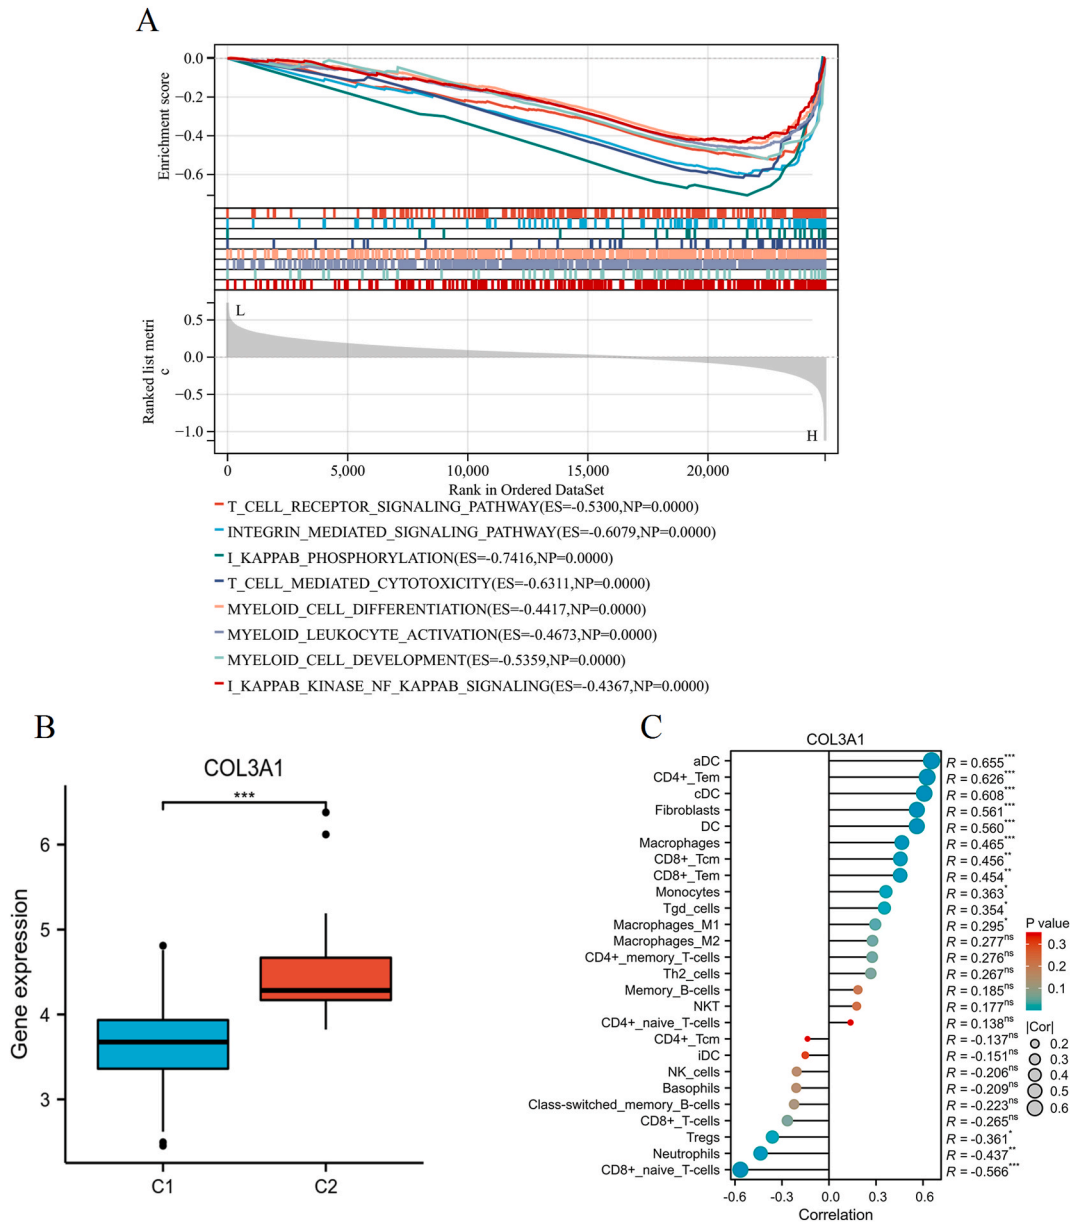 A
0.0
−0.2
−0.4
−0.6
Enrichment score
L
H
0.5
0.0
−0.5
−1.0
Ranked list metri
c
0 5,000 10,000 15,000 20,000
Rank in Ordered DataSet
T_CELL_RECEPTOR_SIGNALING_PATHWAY(ES=-0.5300,NP=0.0000)
INTEGRIN_MEDIATED_SIGNALING_PATHWAY(ES=-0.6079,NP=0.0000)
I_KAPPAB_PHOSPHORYLATION(ES=-0.7416,NP=0.0000)
T_CELL_MEDIATED_CYTOTOXICITY(ES=-0.6311,NP=0.0000)
MYELOID_CELL_DIFFERENTIATION(ES=-0.4417,NP=0.0000)
MYELOID_LEUKOCYTE_ACTIVATION(ES=-0.4673,NP=0.0000)
MYELOID_CELL_DEVELOPMENT(ES=-0.5359,NP=0.0000)
I_KAPPAB_KINASE_NF_KAPPAB_SIGNALING(ES=-0.4367,NP=0.0000)
B
COL3A1
***
6
5
4
3
Gene expression
C1 C2
C
COL3A1
aDC R = 0.655***
CD4+_Tem R = 0.626***
cDC R = 0.608***
Fibroblasts R = 0.561***
DC R = 0.560***
Macrophages R = 0.465***
CD8+_Tcm R = 0.456**
CD8+_Tem R = 0.454**
Monocytes R = 0.363*
Tgd_cells R = 0.354*
Macrophages_M1 R = 0.295*
Macrophages_M2 R = 0.277ns
CD4+_memory_T-cells R = 0.276ns
Th2_cells R = 0.267ns
Memory_B-cells R = 0.185ns
NKT R = 0.177ns
CD4+_naive_T-cells R = 0.138ns
CD4+_Tcm R = -0.137ns
iDC R = -0.151ns
NK_cells R = -0.206ns
Basophils R = -0.209ns
Class-switched_memory_B-cells R = -0.223ns
CD8+_T-cells R = -0.265ns
Tregs R = -0.361*
Neutrophils R = -0.437**
CD8+_naive_T-cells R = -0.566***
-0.6 -0.3 0.0 0.3 0.6
Correlation
P value
0.3
0.2
0.1
|Cor|
0.2
0.3
0.4
0.5
0.6